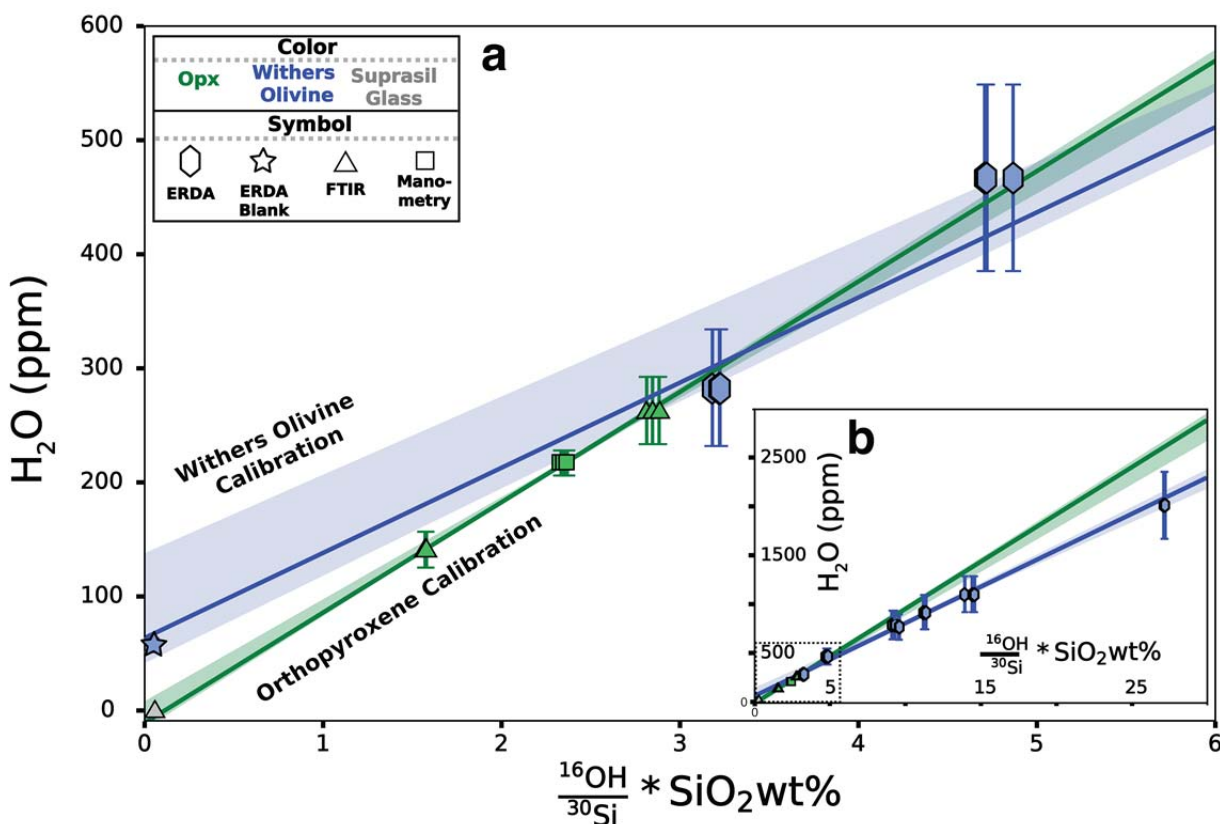 600
500
400
300
200
100
0
H₂O (ppm)
a
Color
Opx
Withers
Olivine
Suprasil
Glass
Symbol
ERDA
ERDA
Blank
FTIR
Mano-
metry
Withers Olivine
Calibration
Orthopyroxene Calibration
0 1 2 3 4 5 6
¹⁶OH
³⁰Si
* SiO₂wt%
b
2500
1500
500
0
H₂O (ppm)
¹⁶OH
³⁰Si
* SiO₂wt%
0 5 15 25